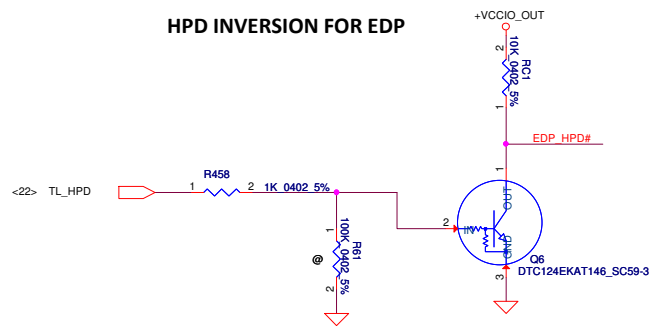 HPD INVERSION FOR EDP
+VCCIO_OUT
2
RC1
10K_0402_5%
1
EDP_HPD#
1
R458
<22> TL_HPD
1
2
1K_0402_5%
1
R61
100K_0402_5%
@
2
2
IN
OUT
GND
Q6
DTC124EKAT146_SC59-3
3